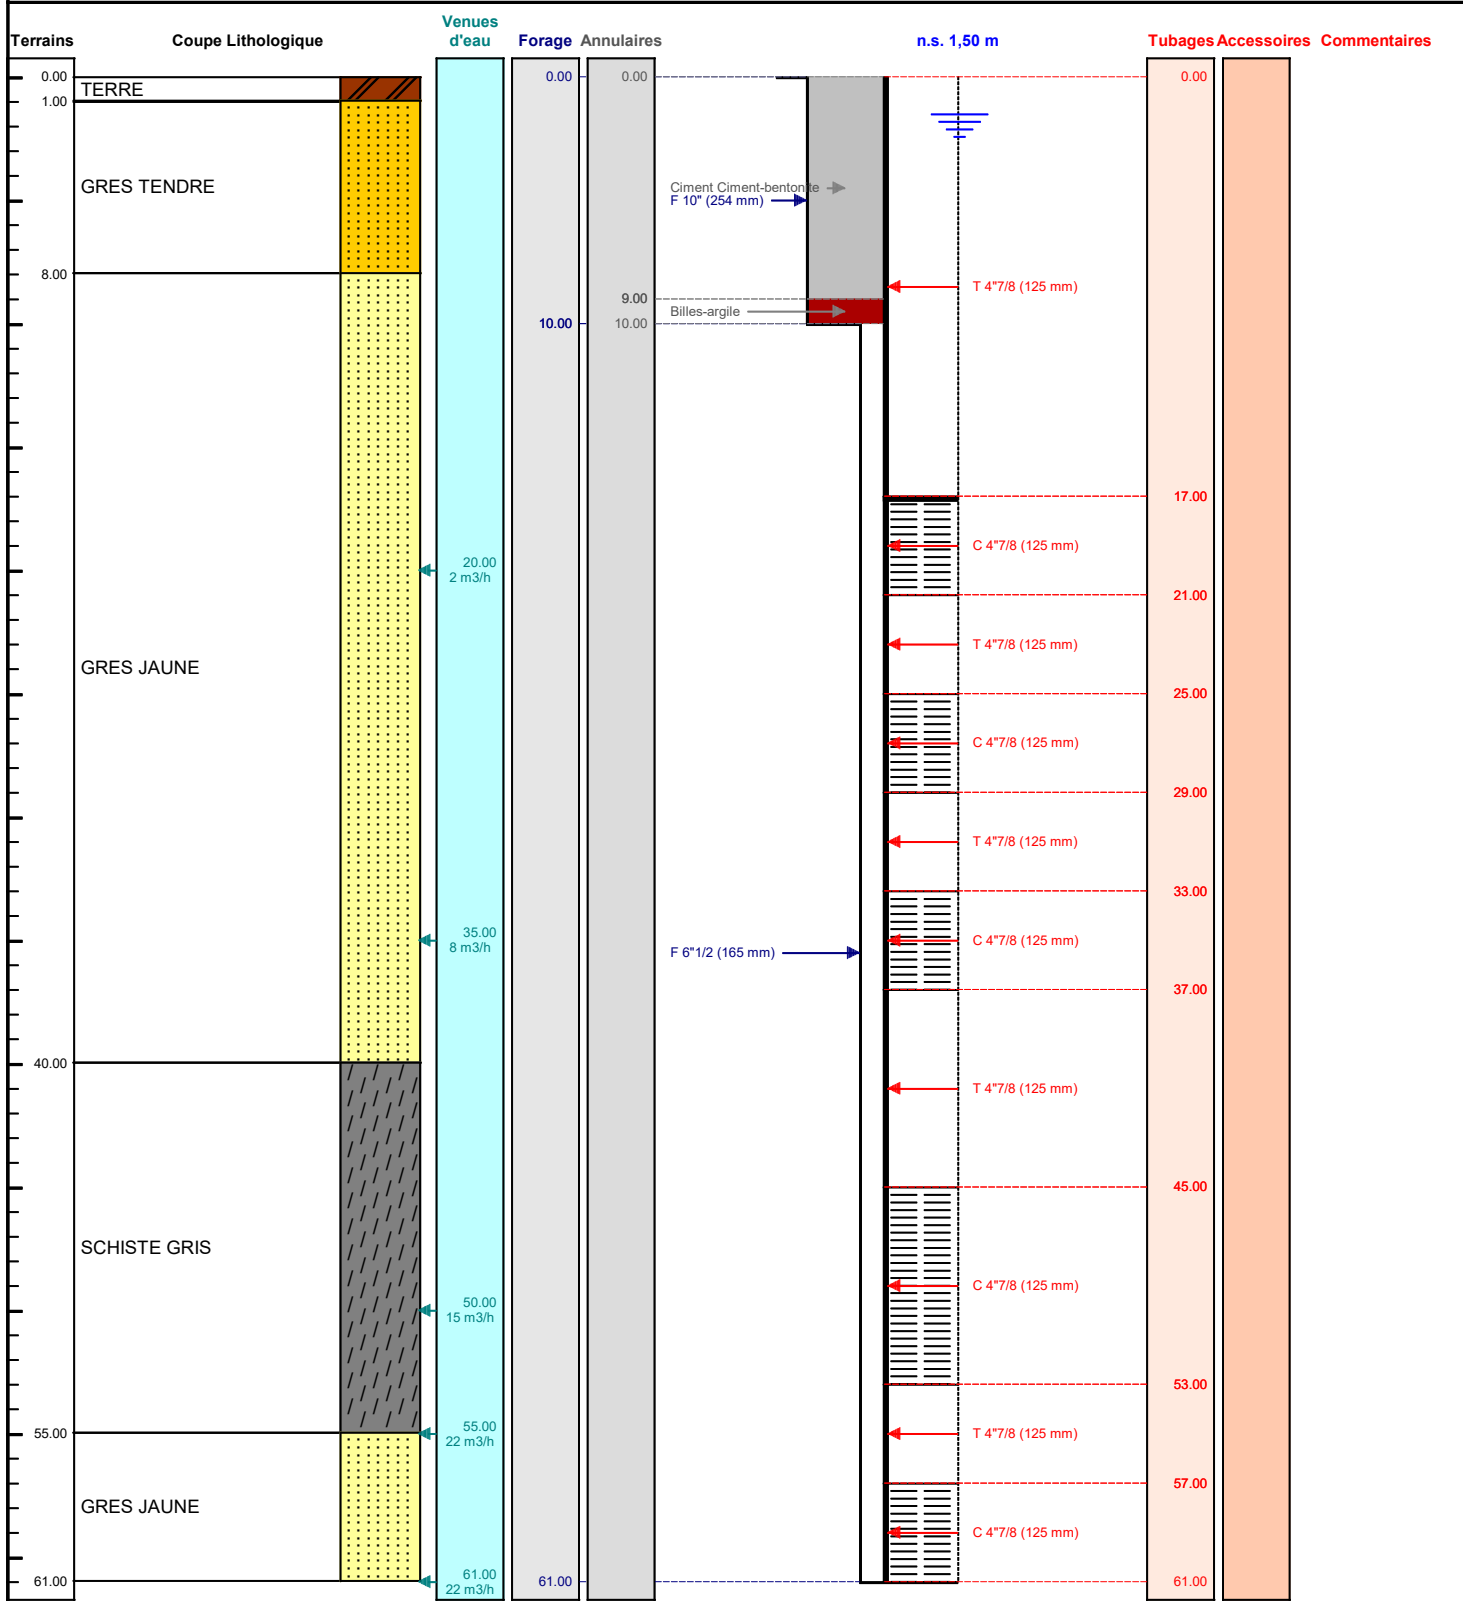 Terrains
Coupe Lithologique
Venues
d'eau
Forage
Annulaires
n.s. 1,50 m
Tubages
Accessoires
Commentaires
0.00
TERRE
1.00
GRES TENDRE
8.00
GRES JAUNE
40.00
SCHISTE GRIS
55.00
GRES JAUNE
61.00
20.00
2 m3/h
35.00
8 m3/h
50.00
15 m3/h
55.00
22 m3/h
61.00
22 m3/h
0.00
10.00
61.00
0.00
9.00
10.00
Ciment Ciment-bentonite
F 10" (254 mm)
Billes-argile
F 6"1/2 (165 mm)
T 4"7/8 (125 mm)
C 4"7/8 (125 mm)
T 4"7/8 (125 mm)
C 4"7/8 (125 mm)
T 4"7/8 (125 mm)
C 4"7/8 (125 mm)
T 4"7/8 (125 mm)
C 4"7/8 (125 mm)
T 4"7/8 (125 mm)
C 4"7/8 (125 mm)
0.00
17.00
21.00
25.00
29.00
33.00
37.00
45.00
53.00
57.00
61.00